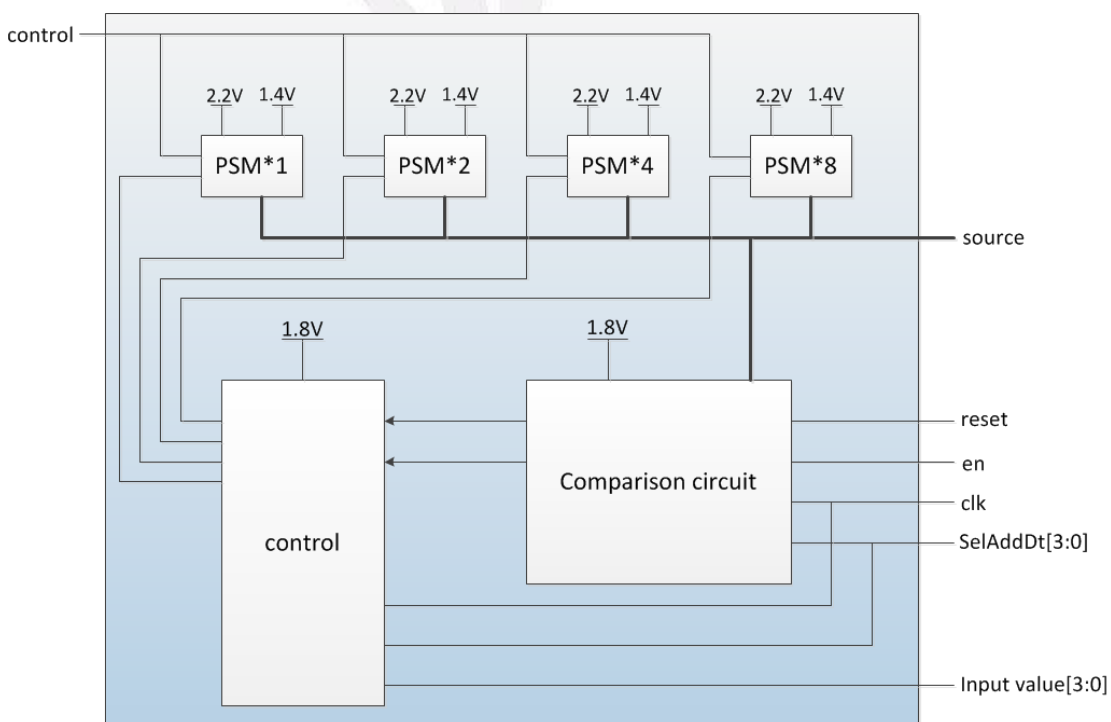 control
2.2V 1.4V 2.2V 1.4V 2.2V 1.4V 2.2V 1.4V
PSM*1 PSM*2 PSM*4 PSM*8
source
1.8V 1.8V
reset
en
Comparison circuit
clk
control
SelAddDt[3:0]
Input value[3:0]